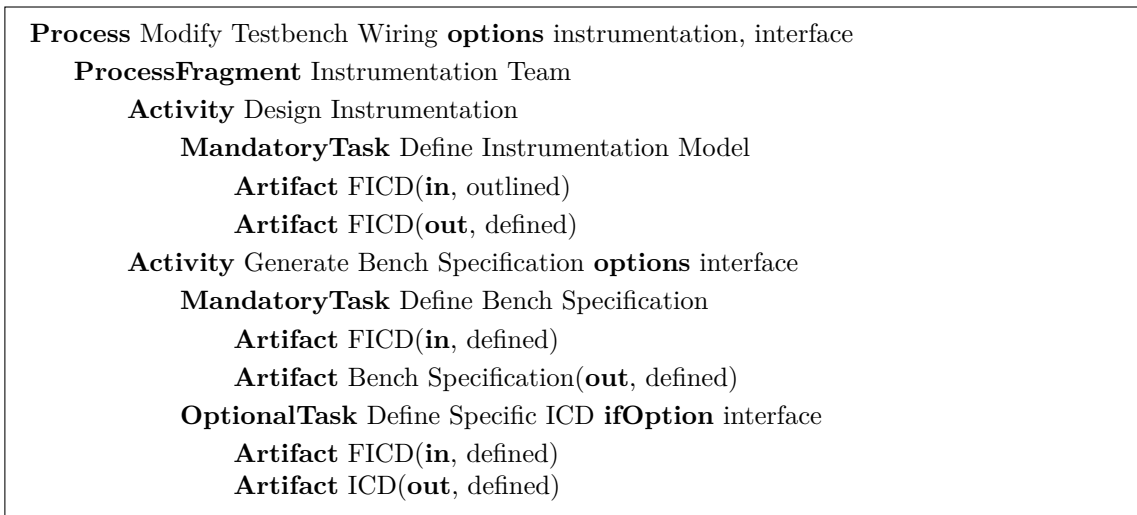 Process Modify Testbench Wiring options instrumentation, interface
ProcessFragment Instrumentation Team
Activity Design Instrumentation
MandatoryTask Define Instrumentation Model
Artifact FICD(in, outlined)
Artifact FICD(out, defined)
Activity Generate Bench Specification options interface
MandatoryTask Define Bench Specification
Artifact FICD(in, defined)
Artifact Bench Specification(out, defined)
OptionalTask Define Specific ICD ifOption interface
Artifact FICD(in, defined)
Artifact ICD(out, defined)